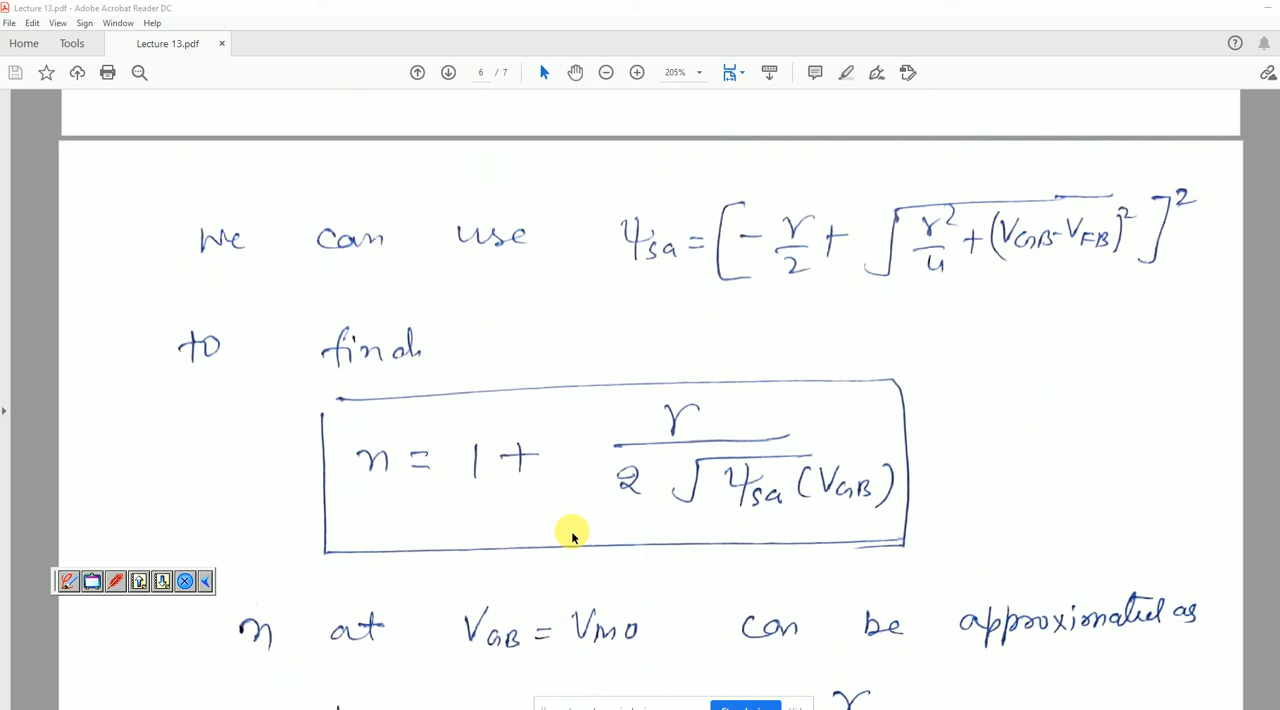 Lecture 13.pdf - Adobe Acrobat Reader DC
File Edit View Sign Window Help
Home Tools Lecture 13.pdf ×
6 / 7 205%
We can use Ψsa = [ - γ/2 + √(γ²/4 + (VGB - VFB)²) ]²
to find
n = 1 + γ / (2 √Ψsa (VGB))
n at VGB = VM0 can be approximated as
γ